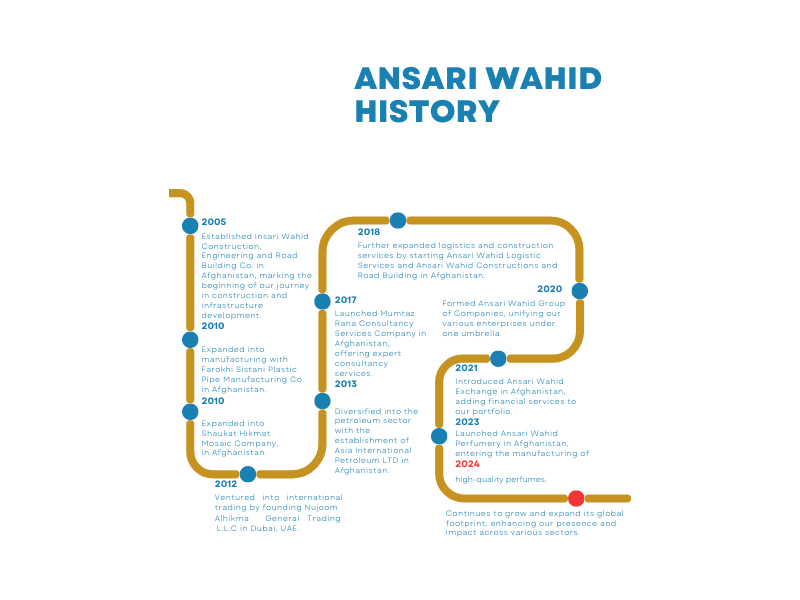 ANSARI WAHID
HISTORY
2005
Established Insari Wahid
Construction,
Engineering and Road
Building Co. in
Afghanistan, marking the
beginning of our journey
in construction and
infrastructure
development.
2010
Expanded into
manufacturing with
Farokhi Sistani Plastic
Pipe Manufacturing Co.
in Afghanistan.
2010
Expanded into
Shaukat Hikmat
Mosaic Company,
in Afghanistan.
2012
Ventured into international
trading by founding Nujoom
Alhikma General Trading
L.L.C in Dubai, UAE.
2013
Diversified into the
petroleum sector
with the
establishment of
Asia International
Petroleum LTD in
Afghanistan.
2017
Launched Mumtaz
Rana Consultancy
Services Company in
Afghanistan,
offering expert
consultancy
services.
2018
Further expanded logistics and construction
services by starting Ansari Wahid Logistic
Services and Ansari Wahid Constructions and
Road Building in Afghanistan.
2020
Formed Ansari Wahid Group
of Companies, unifying our
various enterprises under
one umbrella.
2021
Introduced Ansari Wahid
Exchange in Afghanistan,
adding financial services to
our portfolio.
2023
Launched Ansari Wahid
Perfumery in Afghanistan,
entering the manufacturing of
2024
high-quality perfumes.
Continues to grow and expand its global
footprint, enhancing our presence and
impact across various sectors.